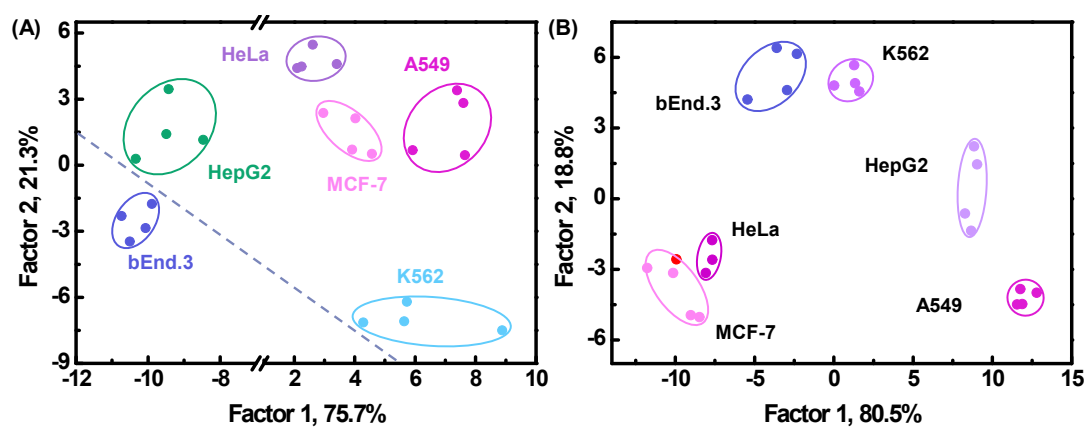 (A)
6
3
0
-3
-6
-9
Factor 2, 21.3%
HeLa
A549
HepG2
MCF-7
bEnd.3
K562
-12
-10
2
4
6
8
10
Factor 1, 75.7%
(B)
6
3
0
-3
-6
Factor 2, 18.8%
K562
bEnd.3
HepG2
HeLa
A549
MCF-7
-10
-5
0
5
10
15
Factor 1, 80.5%